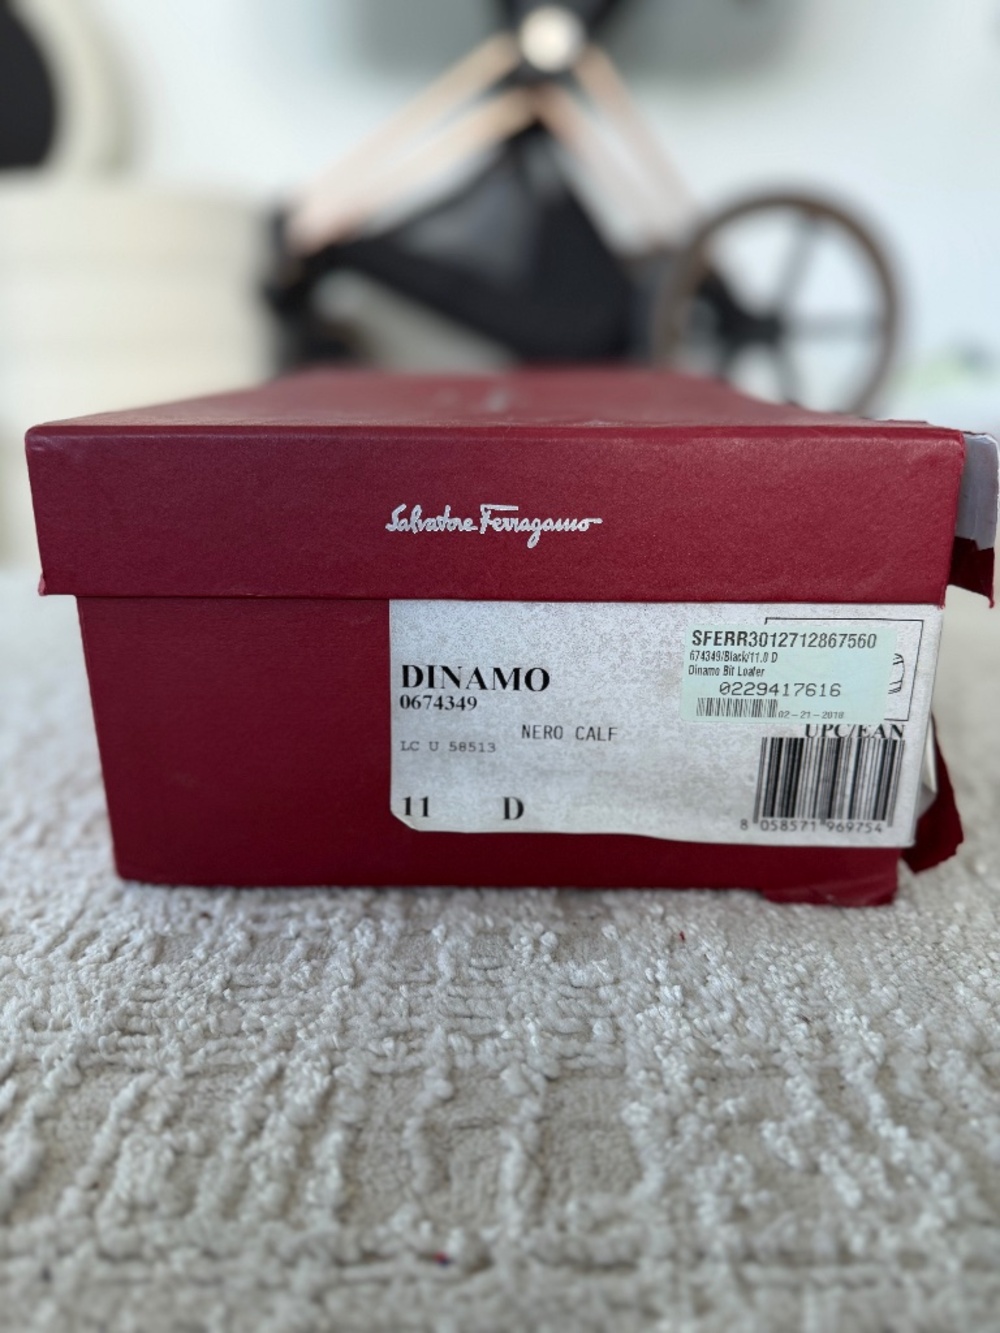 Salvatore Ferragamo
SFERR3012712867560
674349/Black/11.0 D
Dinamo Bit Loafer
0229417616
02-21-2018
DINAMO
0674349
NERO CALF
LC U 58513
UPC/EAN
11 D
8 058571 969754